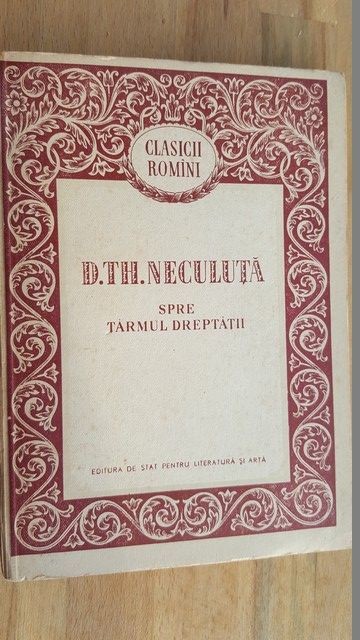 CLASICII
ROMÎNI
D.TH.NECULUȚĂ
SPRE
ȚĂRMUL DREPTĂȚII
EDITURA DE STAT PENTRU LITERATURĂ ȘI ARTĂ